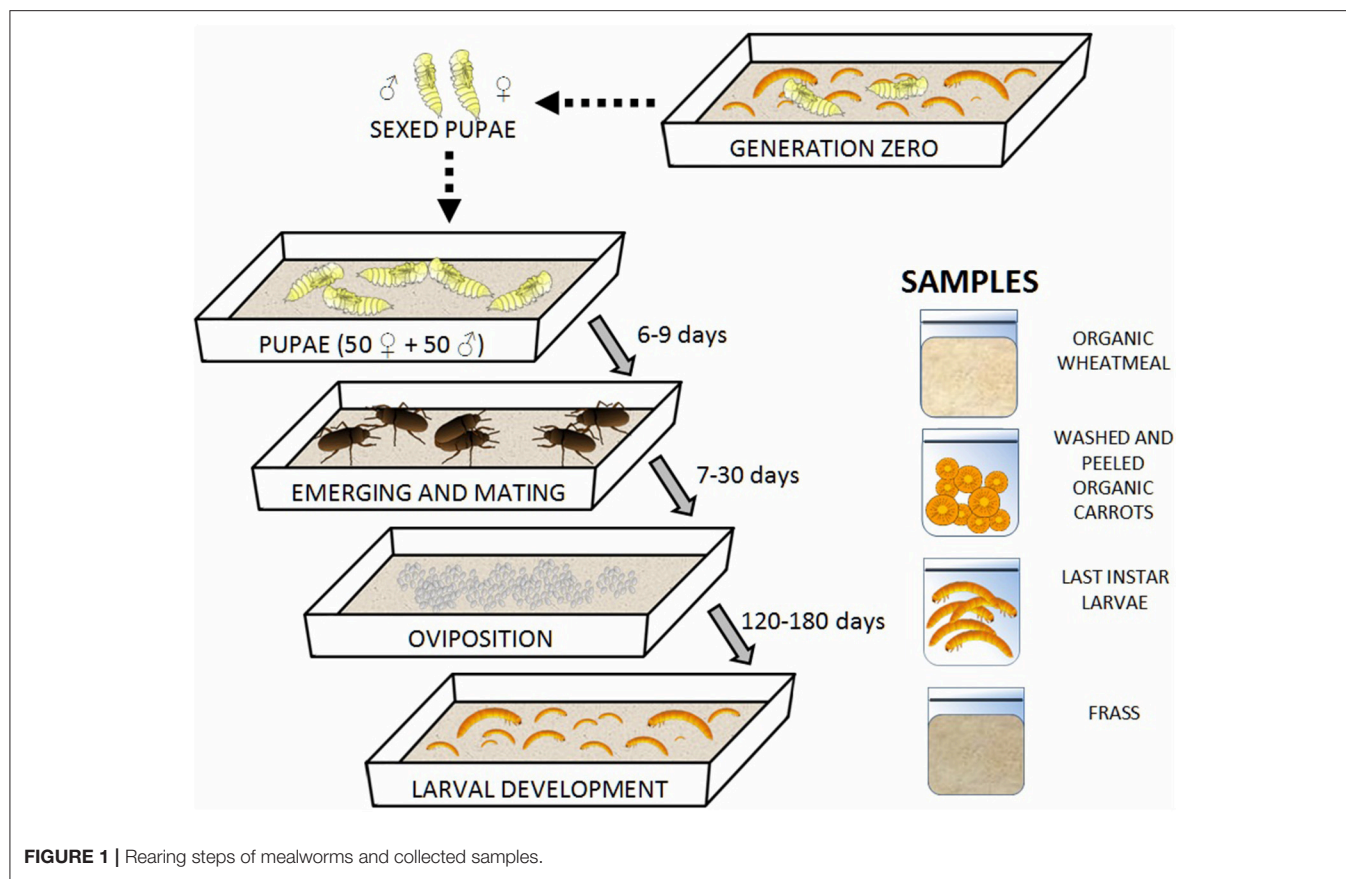 ♂ ♀
SEXED PUPAE
GENERATION ZERO
PUPAE (50 ♀ + 50 ♂)
6-9 days
EMERGING AND MATING
7-30 days
OVIPOSITION
120-180 days
LARVAL DEVELOPMENT
SAMPLES
ORGANIC
WHEATMEAL
WASHED AND
PEELED
ORGANIC
CARROTS
LAST INSTAR
LARVAE
FRASS
FIGURE 1 | Rearing steps of mealworms and collected samples.